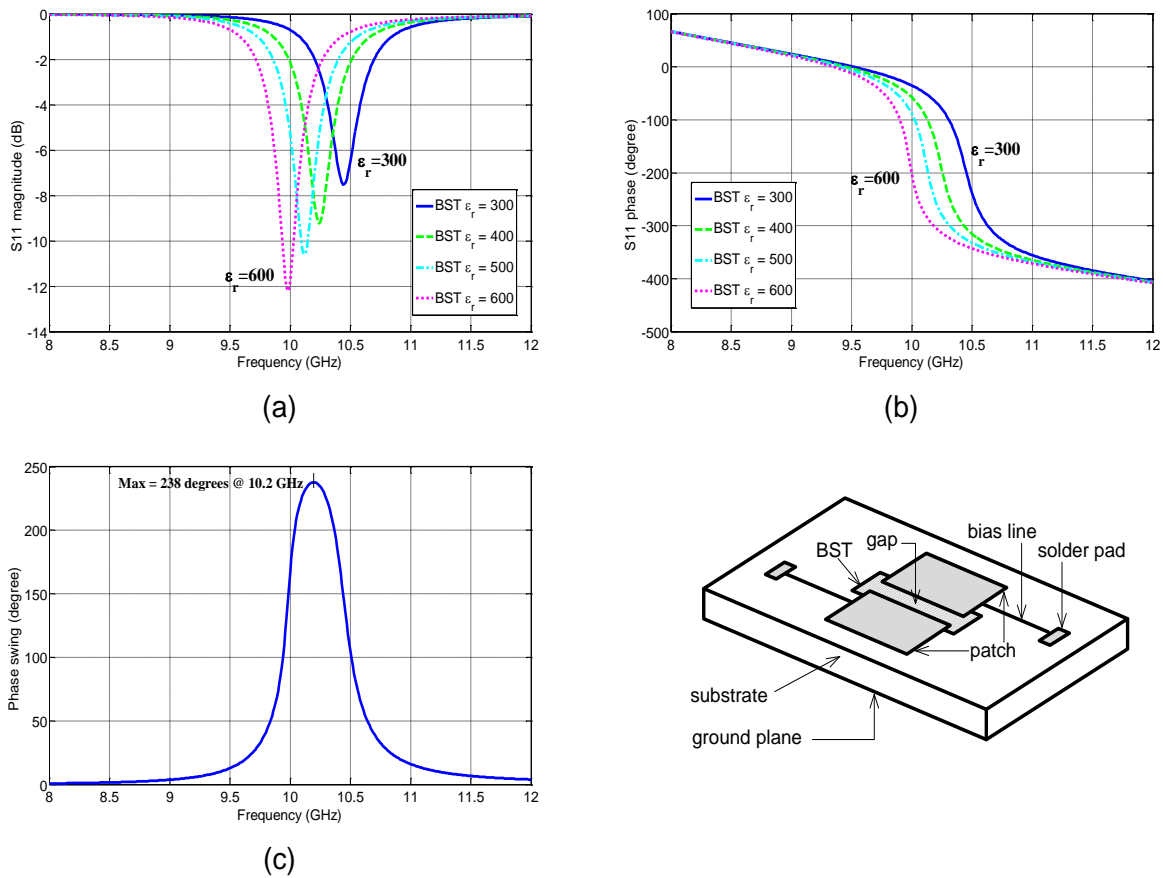 0
-2
-4
-6
-8
-10
-12
-14
8
8.5
9
9.5
10
10.5
11
11.5
12
S11 magnitude (dB)
Frequency (GHz)
εr=300
εr=600
BST εr = 300
BST εr = 400
BST εr = 500
BST εr = 600
(a)
100
0
-100
-200
-300
-400
-500
8
8.5
9
9.5
10
10.5
11
11.5
12
S11 phase (degree)
Frequency (GHz)
εr=300
εr=600
BST εr = 300
BST εr = 400
BST εr = 500
BST εr = 600
(b)
250
200
150
100
50
0
8
8.5
9
9.5
10
10.5
11
11.5
12
Phase swing (degree)
Frequency (GHz)
Max = 238 degrees @ 10.2 GHz
(c)
bias line
gap
solder pad
BST
patch
substrate
ground plane